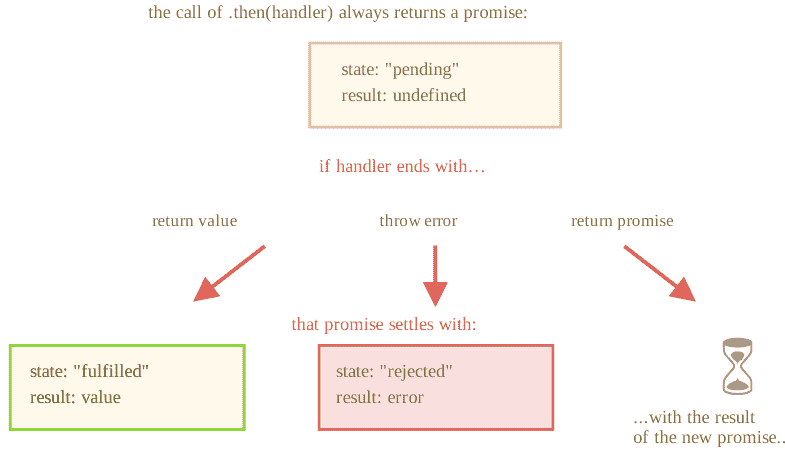 the call of .then(handler) always returns a promise:
state: "pending"
result: undefined
if handler ends with…
return value
throw error
return promise
that promise settles with:
state: "fulfilled"
result: value
state: "rejected"
result: error
...with the result
of the new promise..